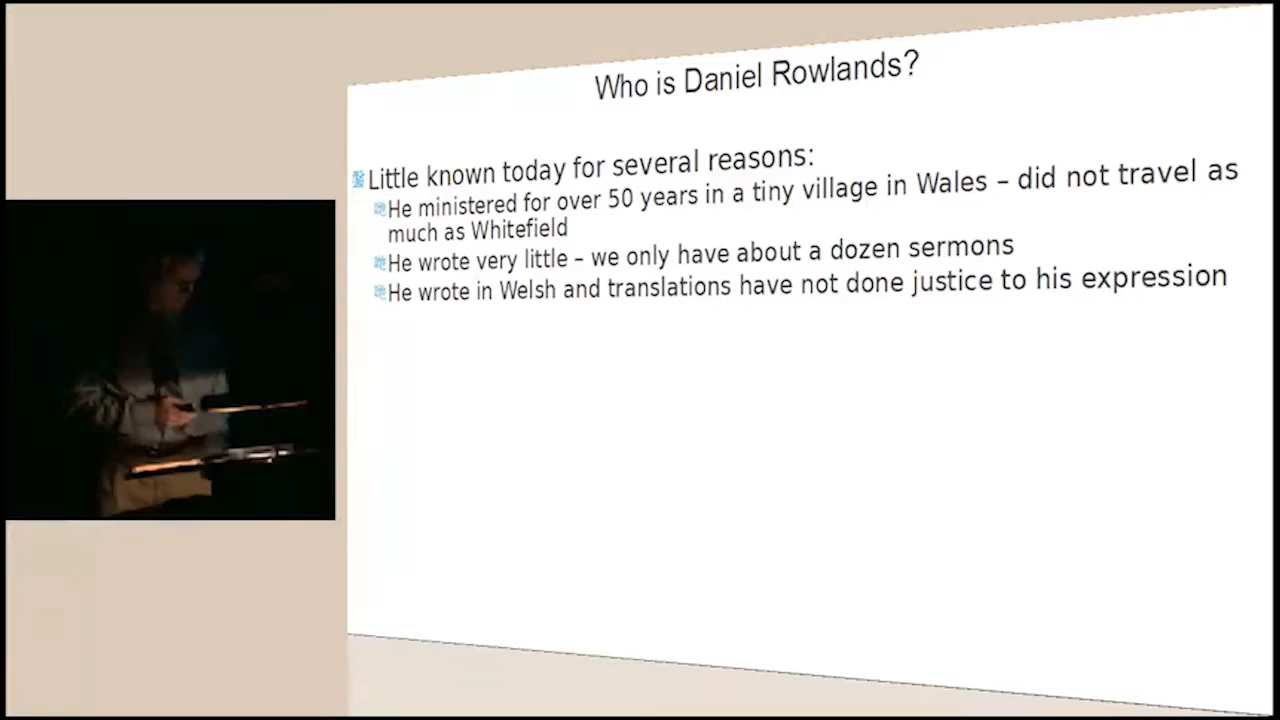 Who is Daniel Rowlands?
Little known today for several reasons:
He ministered for over 50 years in a tiny village in Wales – did not travel as
much as Whitefield
He wrote very little – we only have about a dozen sermons
He wrote in Welsh and translations have not done justice to his expression